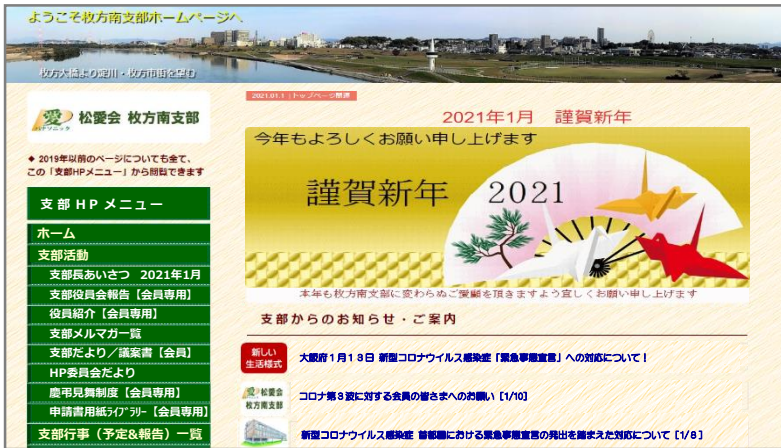 ようこそ枚方南支部ホームページへ
枚方大橋より淀川・枚方市街を望む
2021.01.1 | トップページ関連
愛
パナソニック
松愛会 枚方南支部
2021年1月 謹賀新年
今年もよろしくお願い申し上げます
謹賀新年 2021
本年も枚方南支部に変わらぬご愛顧を頂きますよう宜しくお願い申し上げます
◆ 2019年以前のページについても全て、
この「支部HPメニュー」から閲覧できます
支部HPメニュー
ホーム
支部活動
支部長あいさつ 2021年1月
支部役員会報告【会員専用】
役員紹介【会員専用】
支部メルマガ一覧
支部だより／議案書【会員】
HP委員会だより
慶弔見舞制度【会員専用】
申請書用紙ﾗｲﾌﾞﾗﾘｰ【会員専用】
支部行事（予定&報告）一覧
支部からのお知らせ・ご案内
新しい
生活様式
大阪府1月13日 新型コロナウイルス感染症「緊急事態宣言」への対応について！
松愛会
枚方南支部
コロナ第3波に対する会員の皆さまへのお願い [1/10]
新型コロナウイルス感染症 首都圏における緊急事態宣言の発出を踏まえた対応について [1/8]